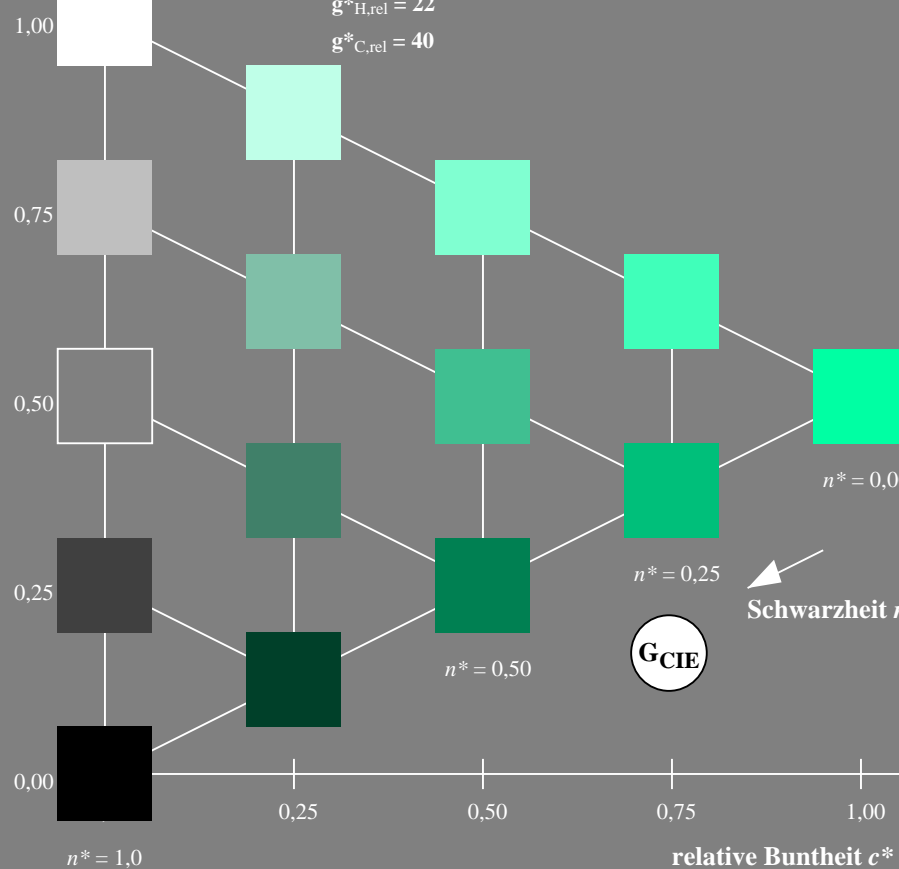 g*H,rel = 22
1,00
g*C,rel = 40
0,75
0,50
n* = 0,0
n* = 0,25
0,25
Schwarzheit n
GCIE
n* = 0,50
0,00
0,25
0,50
0,75
1,00
n* = 1,0
relative Buntheit c*